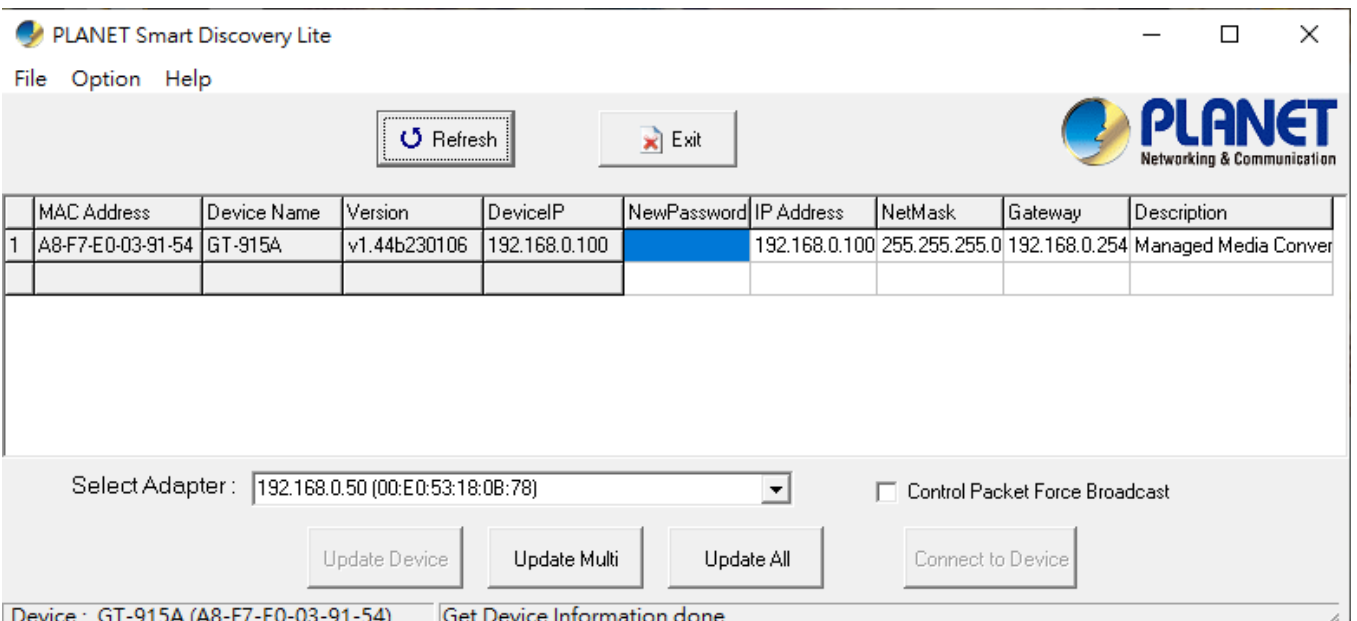 PLANET Smart Discovery Lite
File Option Help
Refresh Exit
PLANET
Networking & Communication
MAC Address Device Name Version DeviceIP NewPassword IP Address NetMask Gateway Description
1 A8-F7-E0-03-91-54 GT-915A v1.44b230106 192.168.0.100 192.168.0.100 255.255.255.0 192.168.0.254 Managed Media Conver
Select Adapter : 192.168.0.50 (00:E0:53:18:0B:78) Control Packet Force Broadcast
Update Device Update Multi Update All Connect to Device
Device : GT-915A (A8-F7-E0-03-91-54) Get Device Information done